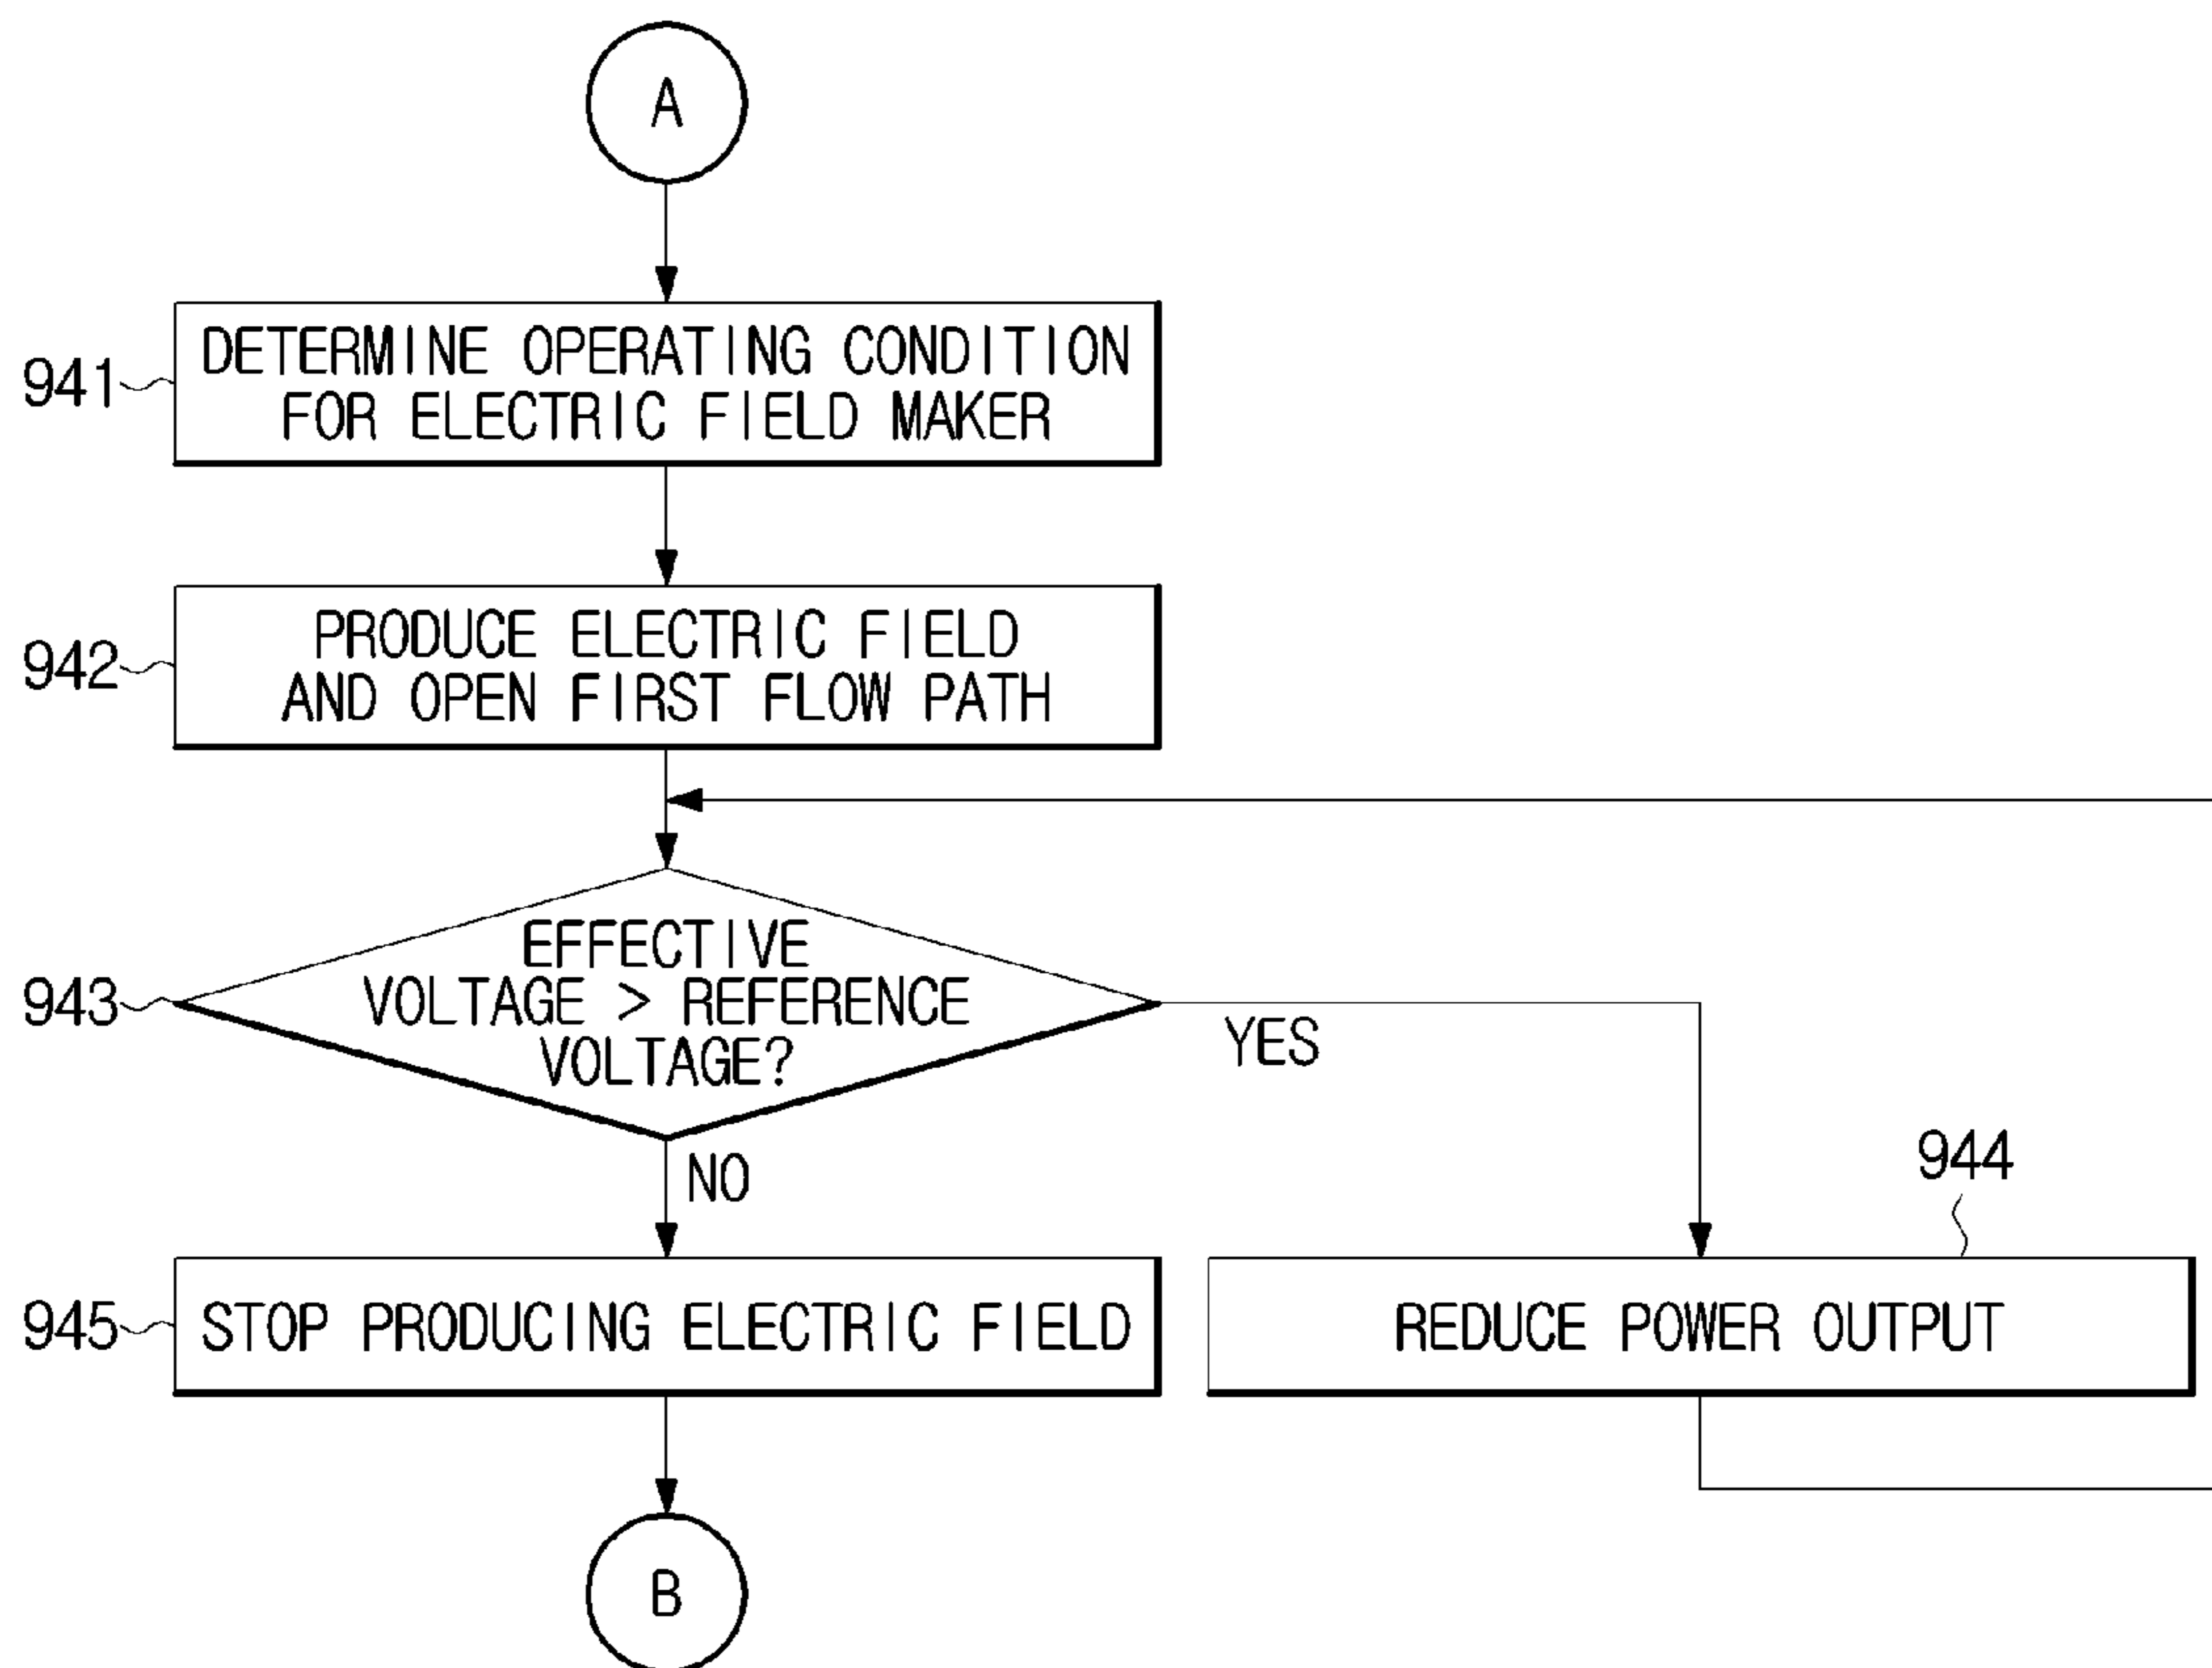 A
941
DETERMINE OPERATING CONDITION
FOR ELECTRIC FIELD MAKER
942
PRODUCE ELECTRIC FIELD
AND OPEN FIRST FLOW PATH
943
EFFECTIVE
VOLTAGE > REFERENCE
VOLTAGE?
YES
NO
944
945
STOP PRODUCING ELECTRIC FIELD
REDUCE POWER OUTPUT
B